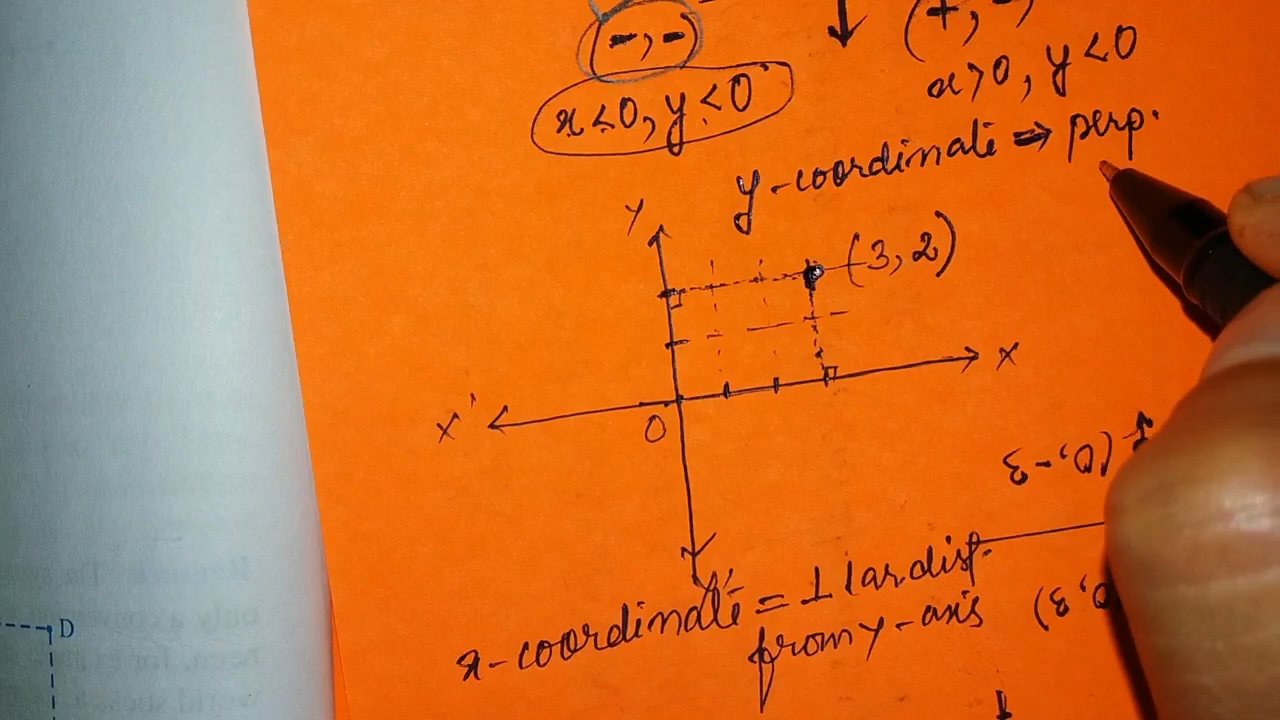 (-,-)
(+,-)
x<0, y<0
x>0, y<0
y-coordinate ⇒ perp.
Y
(3,2)
X' X
O
(0,-3
Y'
x-coordinate = ⊥lar dist.
from y-axis
D